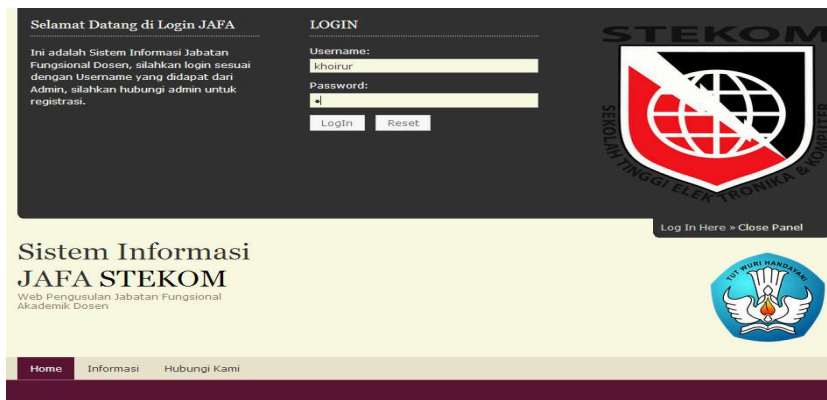 Selamat Datang di Login JAFA
Ini adalah Sistem Informasi Jabatan
Fungsional Dosen, silahkan login sesuai
dengan Username yang didapat dari
Admin, silahkan hubungi admin untuk
registrasi.
LOGIN
Username:
khoirur
Password:
LogIn Reset
STEKOM
SEKOLAH TINGGI ELEKTRONIKA & KOMPUTER
Log In Here » Close Panel
Sistem Informasi
JAFA STEKOM
Web Pengusulan Jabatan Fungsional
Akademik Dosen
TUT WURI HANDAYANI
Home Informasi Hubungi Kami